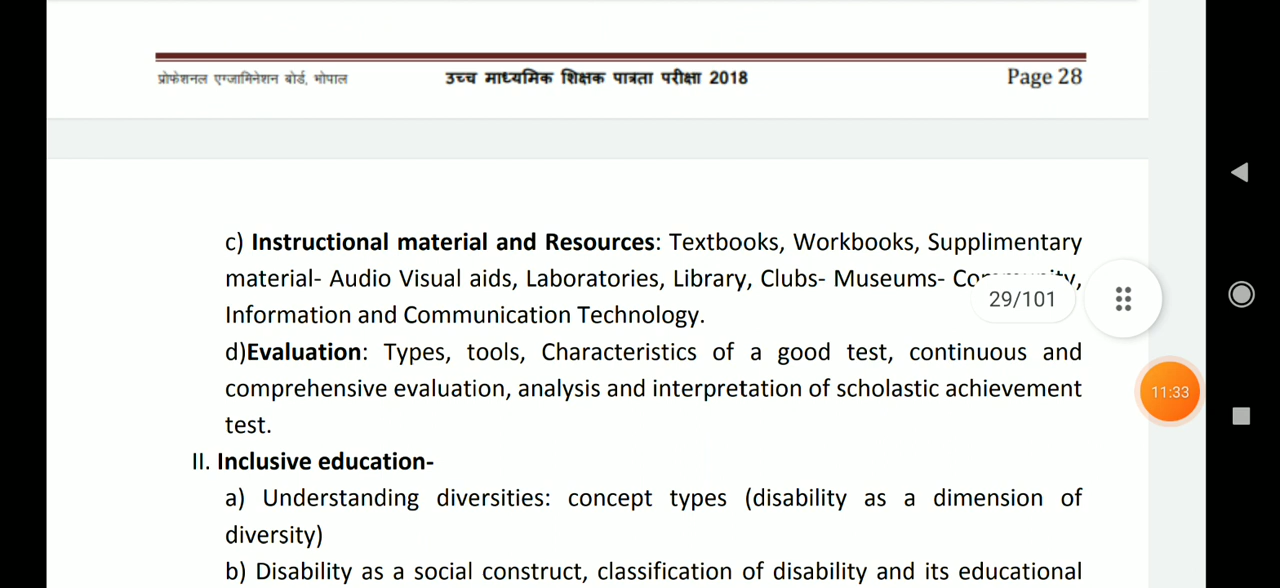 प्रोफेशनल एग्जामिनेशन बोर्ड, भोपाल उच्च माध्यमिक शिक्षक पात्रता परीक्षा 2018 Page 28
c) Instructional material and Resources: Textbooks, Workbooks, Supplimentary
material- Audio Visual aids, Laboratories, Library, Clubs- Museums-
29/101
Information and Communication Technology.
d)Evaluation: Types, tools, Characteristics of a good test, continuous and
comprehensive evaluation, analysis and interpretation of scholastic achievement
11:33
test.
II. Inclusive education-
a) Understanding diversities: concept types (disability as a dimension of
diversity)
b) Disability as a social construct, classification of disability and its educational